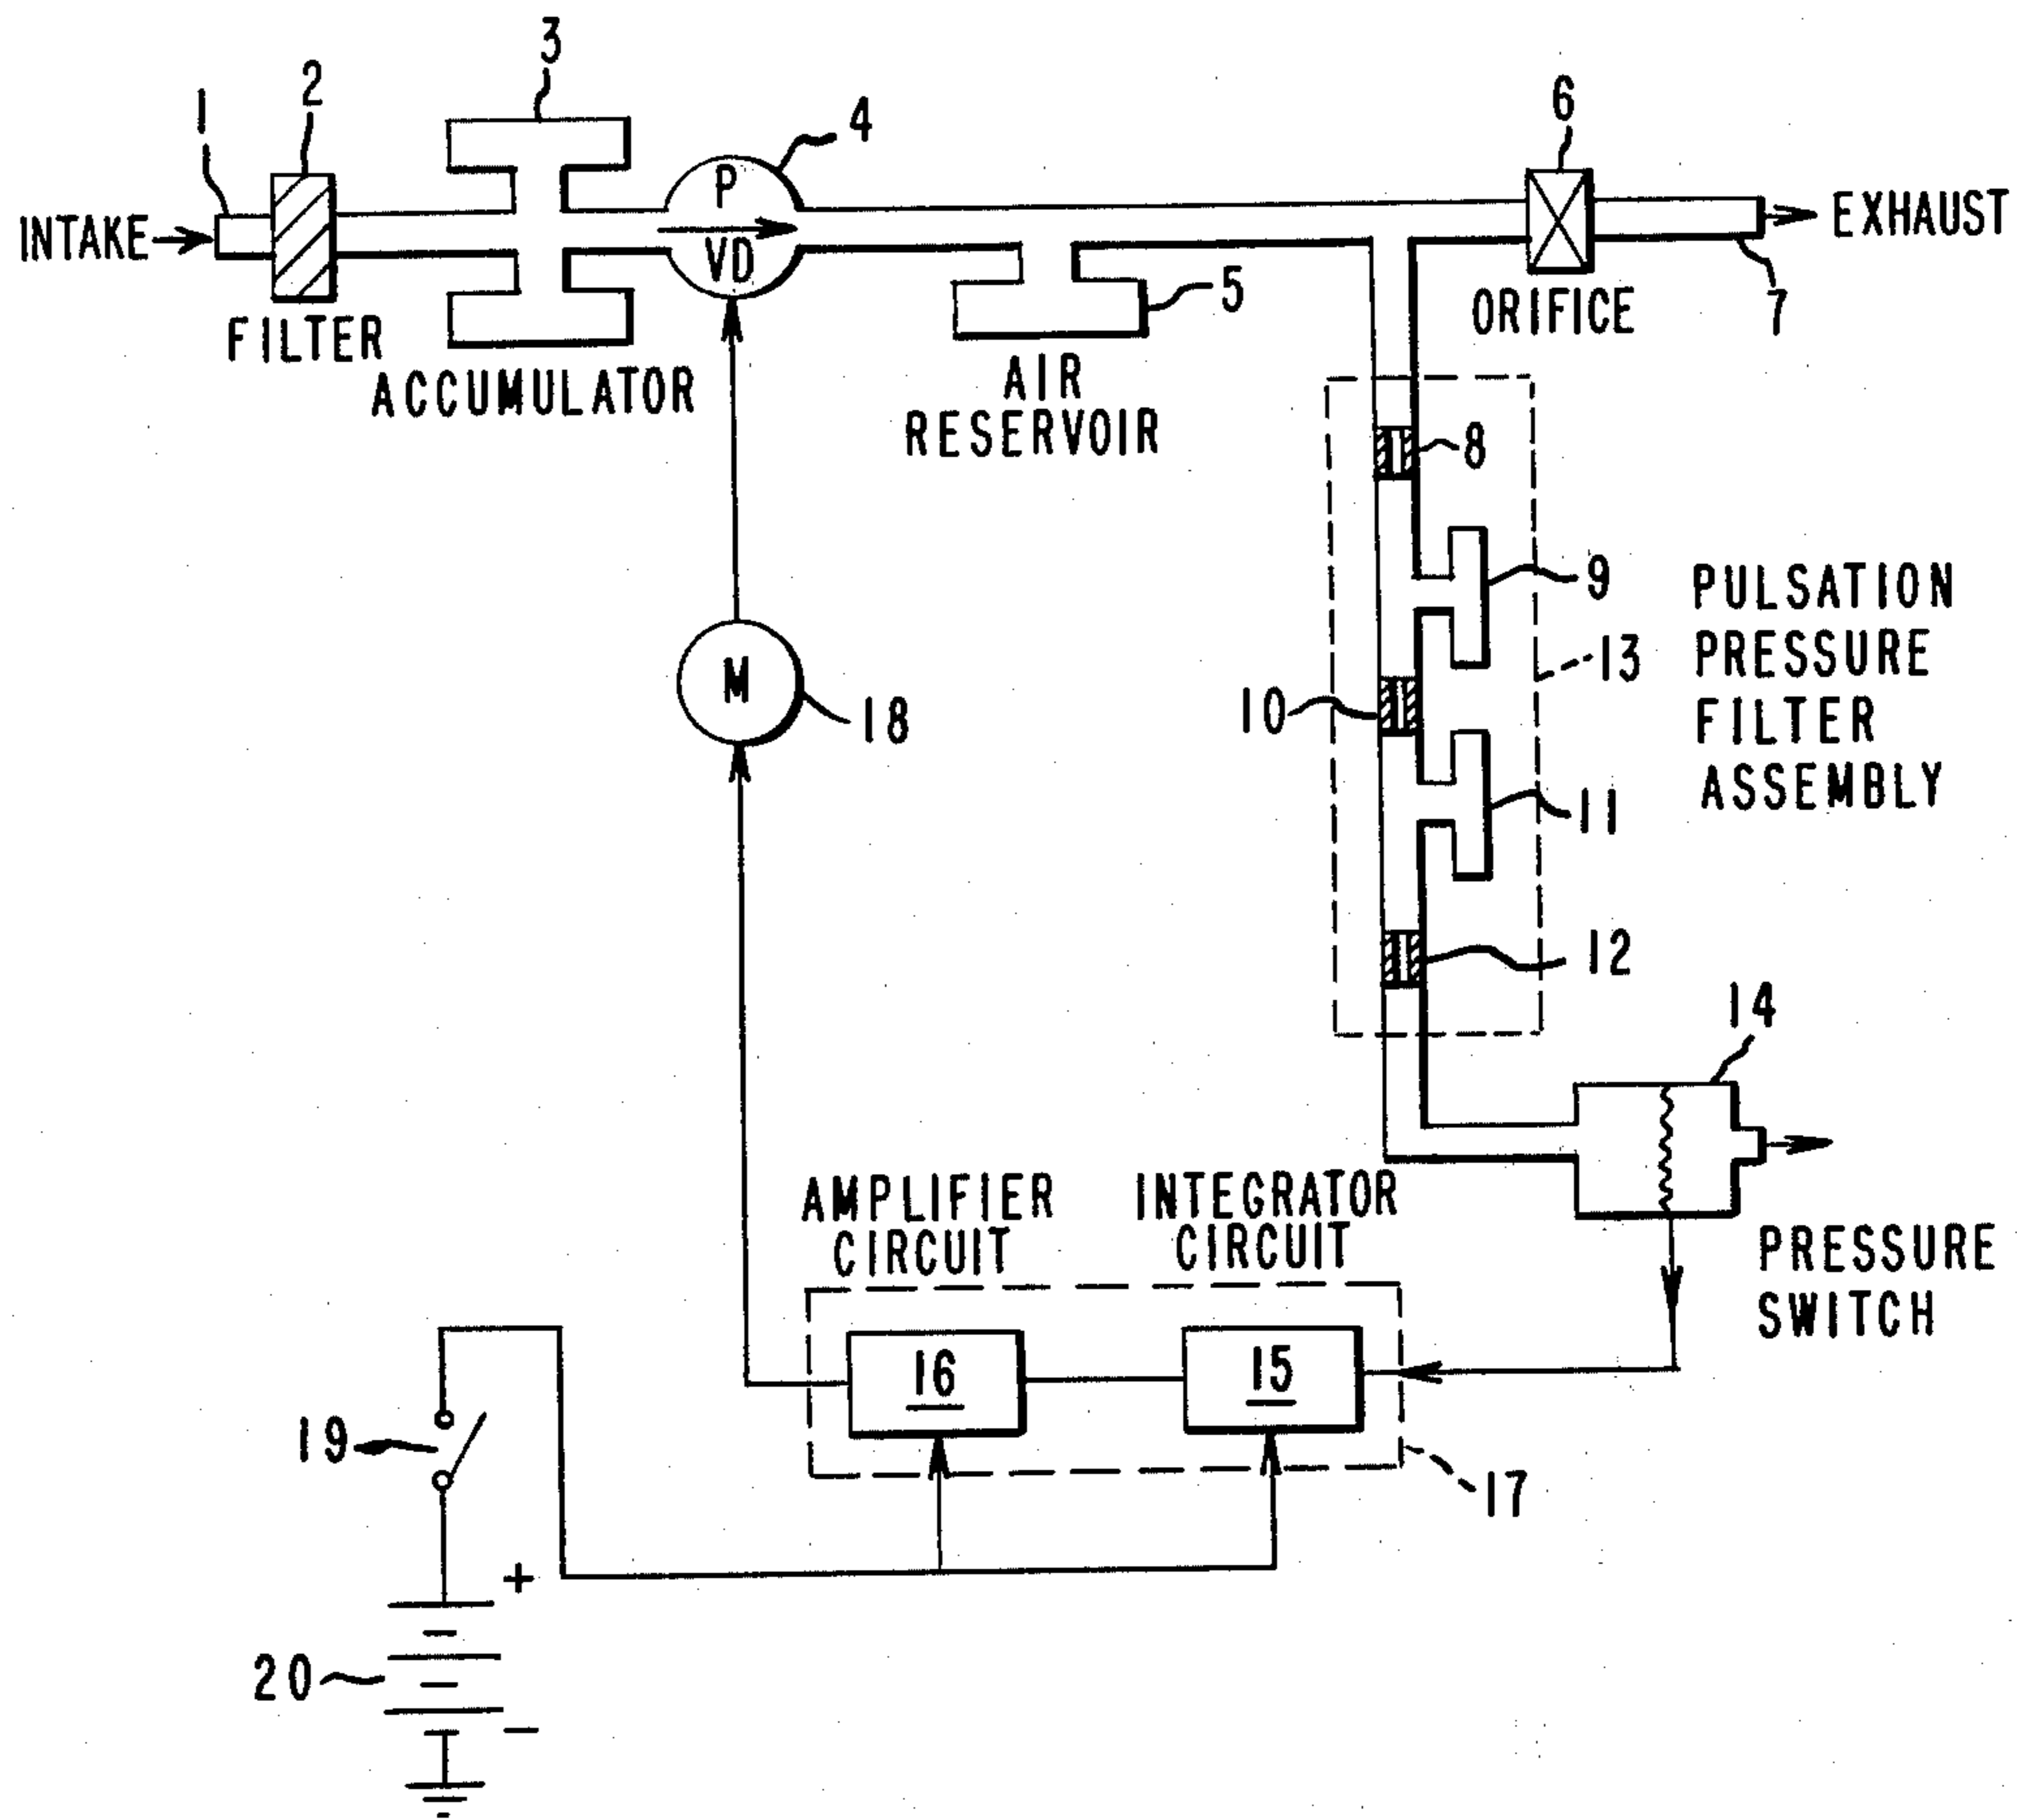 3
2
6
1
4
P
INTAKE
EXHAUST
VD
5
7
ORIFICE
FILTER
ACCUMULATOR
AIR
RESERVOIR
8
9
PULSATION
PRESSURE
FILTER
ASSEMBLY
13
M
18
10
11
12
14
AMPLIFIER
CIRCUIT
INTEGRATOR
CIRCUIT
PRESSURE
SWITCH
16
15
19
17
+
20
−